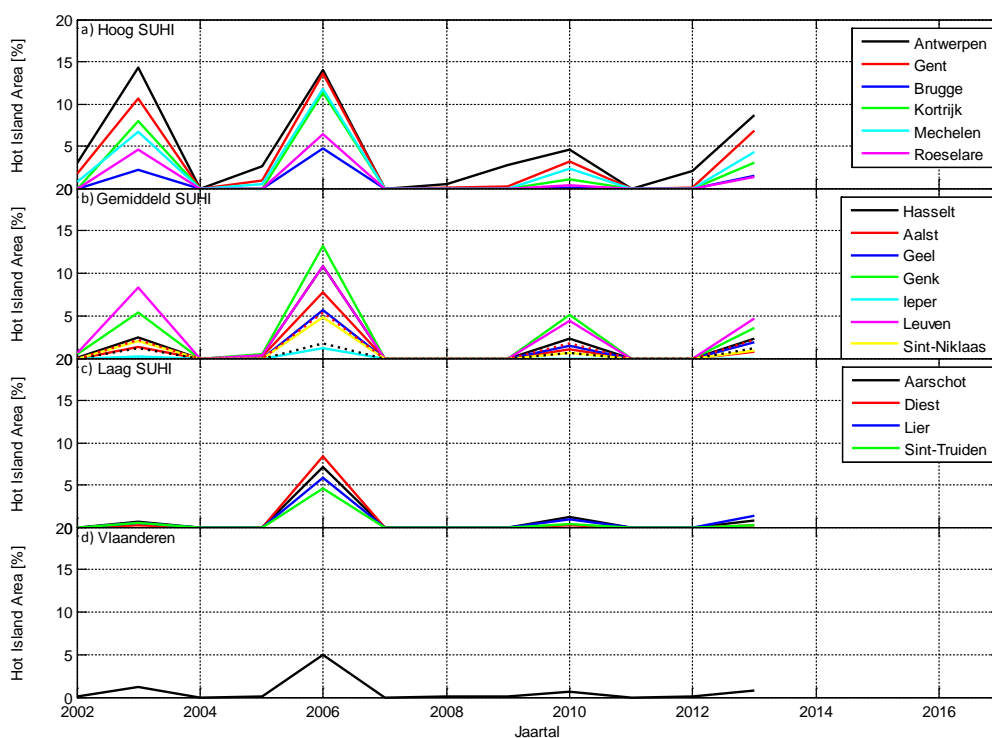 Hot Island Area [%]
20
15
10
5
20
a) Hoog SUHI
Antwerpen
Gent
Brugge
Kortrijk
Mechelen
Roeselare
Hot Island Area [%]
15
10
5
20
b) Gemiddeld SUHI
Hasselt
Aalst
Geel
Genk
Ieper
Leuven
Sint-Niklaas
Hot Island Area [%]
15
10
5
20
c) Laag SUHI
Aarschot
Diest
Lier
Sint-Truiden
Hot Island Area [%]
15
10
5
0
d) Vlaanderen
2002 2004 2006 2008 2010 2012 2014 2016
Jaartal